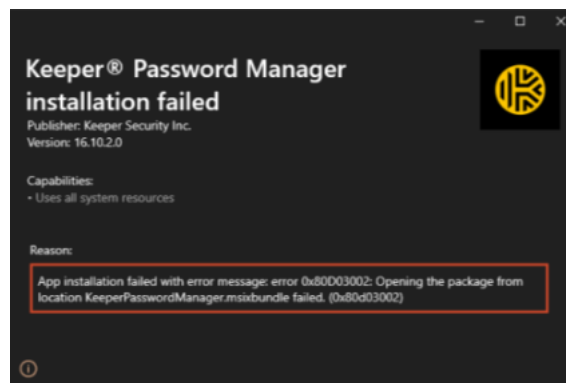 Keeper® Password Manager
installation failed
Publisher: Keeper Security Inc.
Version: 16.10.2.0
Capabilities:
• Uses all system resources
Reason:
App installation failed with error message: error 0x80D03002: Opening the package from
location KeeperPasswordManager.msixbundle failed. (0x80d03002)